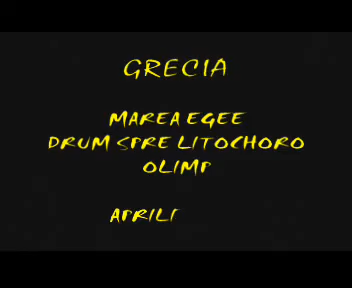 GRECIA
MAREA EGEE
DRUM SPRE LITOCHORO
OLIMP
APRILI